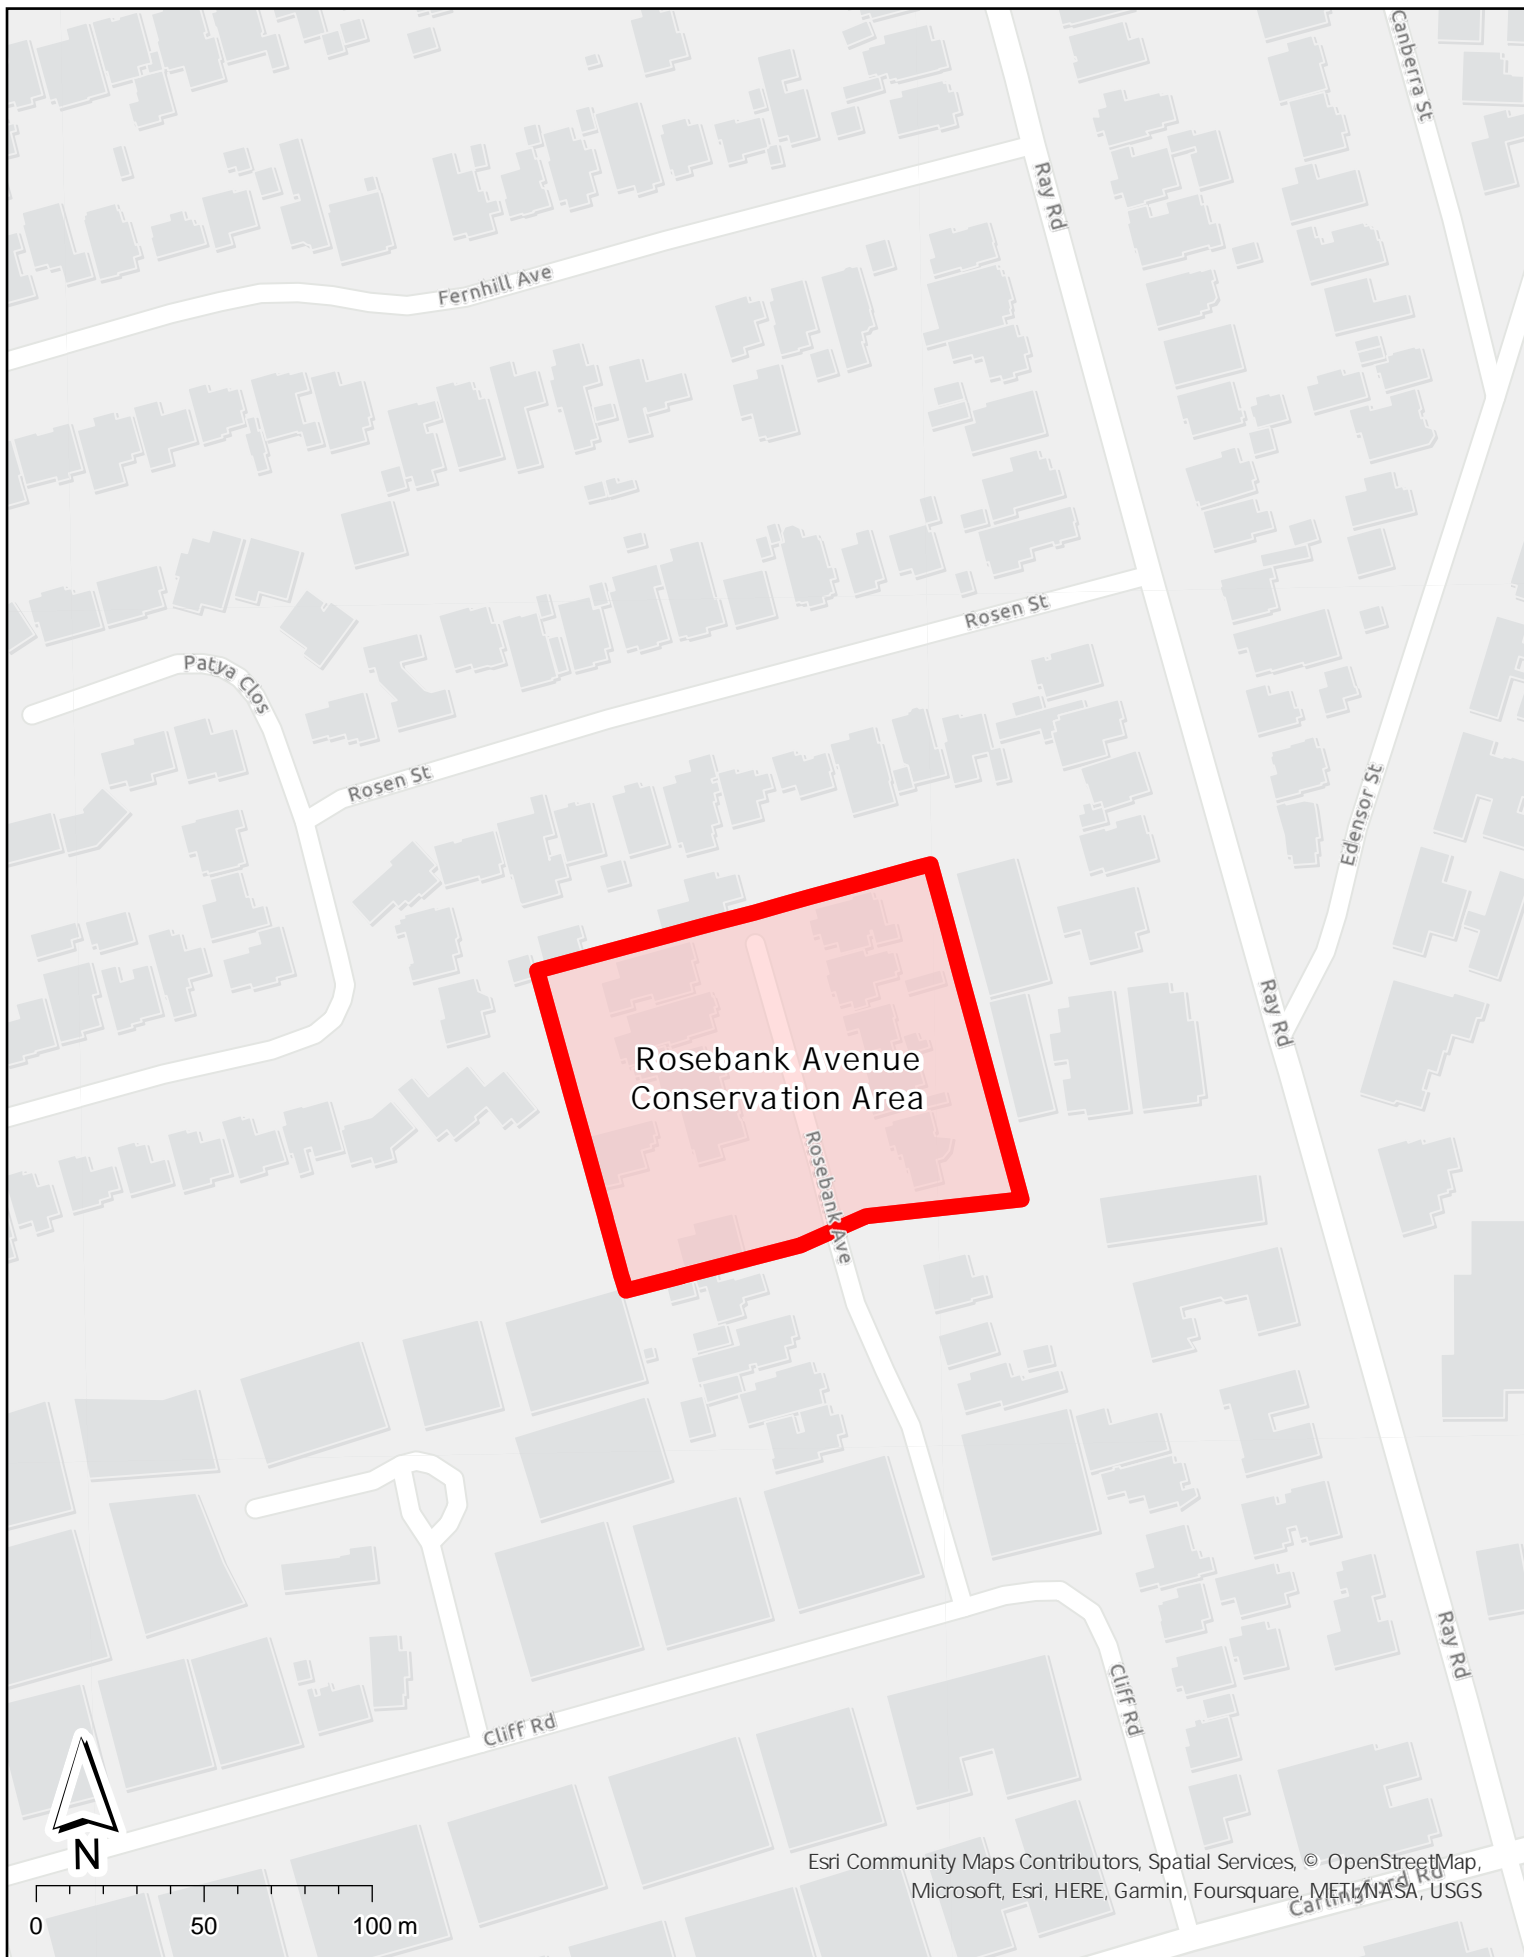 Canberra St
Ray Rd
Fernhill Ave
Rosen St
Patya Clos
Rosen St
Edensor St
Ray Rd
Rosebank Avenue
Conservation Area
Rosebank Ave
Ray Rd
Cliff Rd
Cliff Rd
N
0 50 100 m
Esri Community Maps Contributors, Spatial Services, © OpenStreetMap,
Microsoft, Esri, HERE, Garmin, Foursquare, METI/NASA, USGS
Carlingford Rd